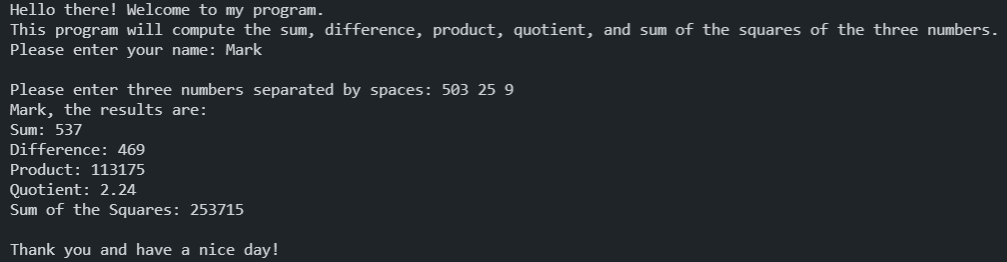 Hello there! Welcome to my program.
This program will compute the sum, difference, product, quotient, and sum of the squares of the three numbers.
Please enter your name: Mark
Please enter three numbers separated by spaces: 503 25 9
Mark, the results are:
Sum: 537
Difference: 469
Product: 113175
Quotient: 2.24
Sum of the Squares: 253715
Thank you and have a nice day!